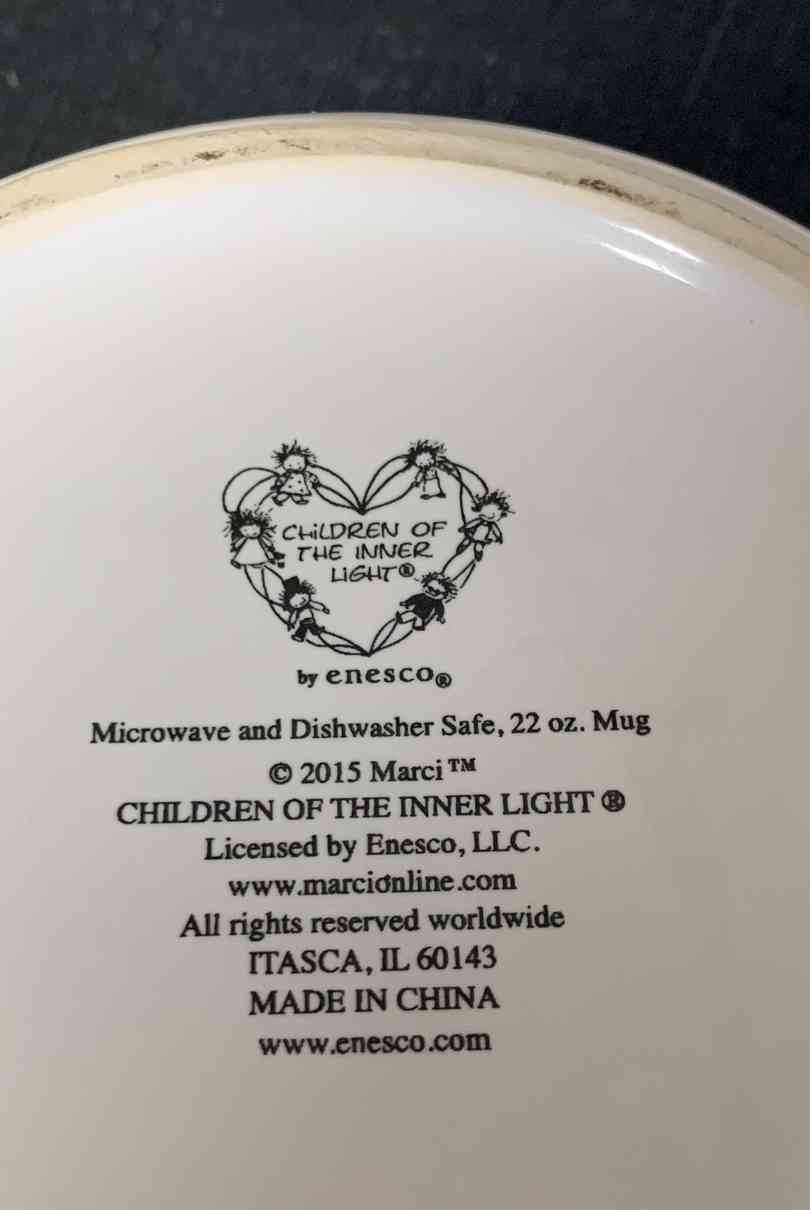 CHiLDREN OF
THE INNER
LIGHT®
by enesco®
Microwave and Dishwasher Safe, 22 oz. Mug
© 2015 Marci™
CHILDREN OF THE INNER LIGHT ®
Licensed by Enesco, LLC.
www.marcionline.com
All rights reserved worldwide
ITASCA, IL 60143
MADE IN CHINA
www.enesco.com